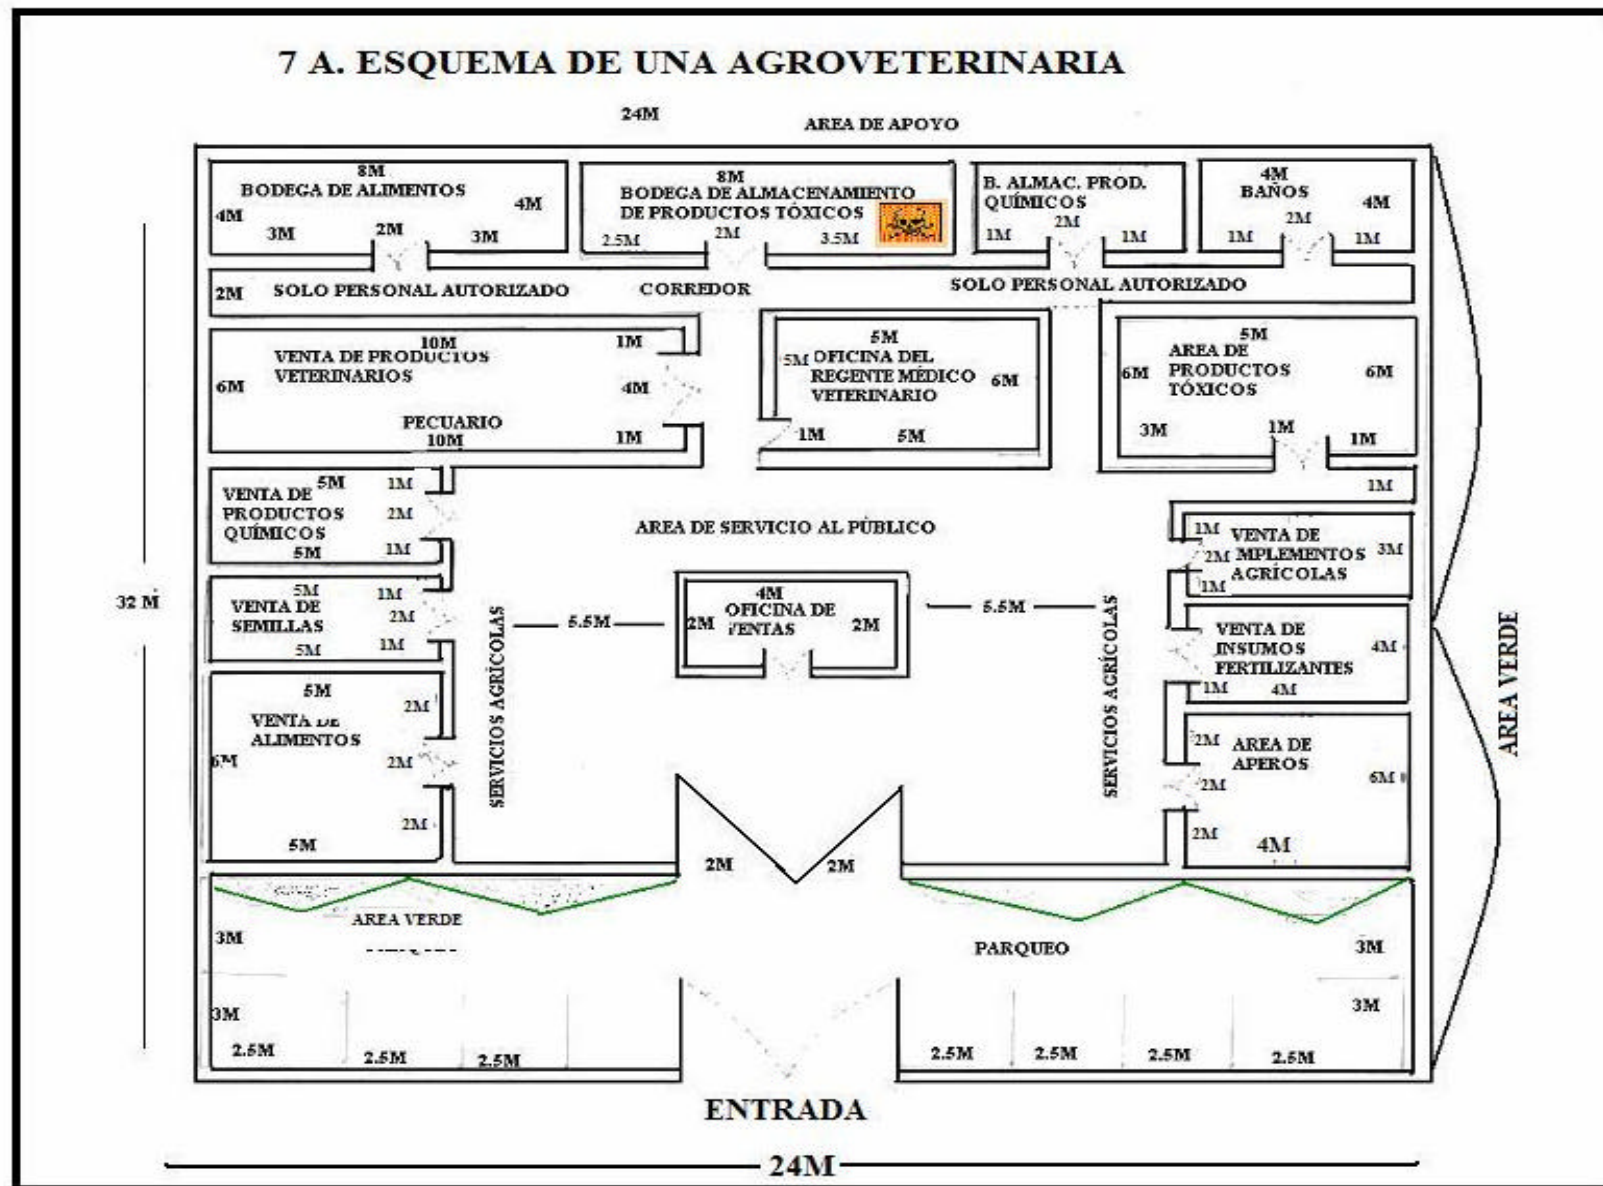 7 A. ESQUEMA DE UNA AGROVETERINARIA
24M
AREA DE APOYO
8M
BODEGA DE ALIMENTOS
4M
4M
3M
2M
3M
8M
BODEGA DE ALMACENAMIENTO
DE PRODUCTOS TÓXICOS
2.5M
2M
3.5M
B. ALMAC. PROD.
QUÍMICOS
2M
1M
1M
4M
BAÑOS
4M
2M
1M
1M
2M
SOLO PERSONAL AUTORIZADO
CORREDOR
SOLO PERSONAL AUTORIZADO
10M
1M
VENTA DE PRODUCTOS
VETERINARIOS
6M
4M
PECUARIO
10M
1M
5M
5M
OFICINA DEL
REGENTE MÉDICO
VETERINARIO
6M
1M
5M
5M
AREA DE
PRODUCTOS
TÓXICOS
6M
6M
3M
1M
1M
1M
5M
1M
VENTA DE
PRODUCTOS
QUÍMICOS
2M
5M
1M
AREA DE SERVICIO AL PÚBLICO
1M
VENTA DE
IMPLEMENTOS
AGRÍCOLAS
3M
2M
1M
32 M
5M
1M
VENTA DE
SEMILLAS
2M
5M
1M
SERVICIOS AGRÍCOLAS
5.5M
4M
OFICINA DE
VENTAS
2M
2M
5.5M
SERVICIOS AGRÍCOLAS
VENTA DE
INSUMOS
FERTILIZANTES
4M
1M
4M
AREA VERDE
5M
2M
VENTA DE
ALIMENTOS
6M
2M
2M
5M
2M
AREA DE
APEROS
6M
2M
2M
4M
2M
2M
AREA VERDE
3M
3M
2.5M
2.5M
2.5M
PARQUEO
3M
3M
2.5M
2.5M
2.5M
2.5M
ENTRADA
24M